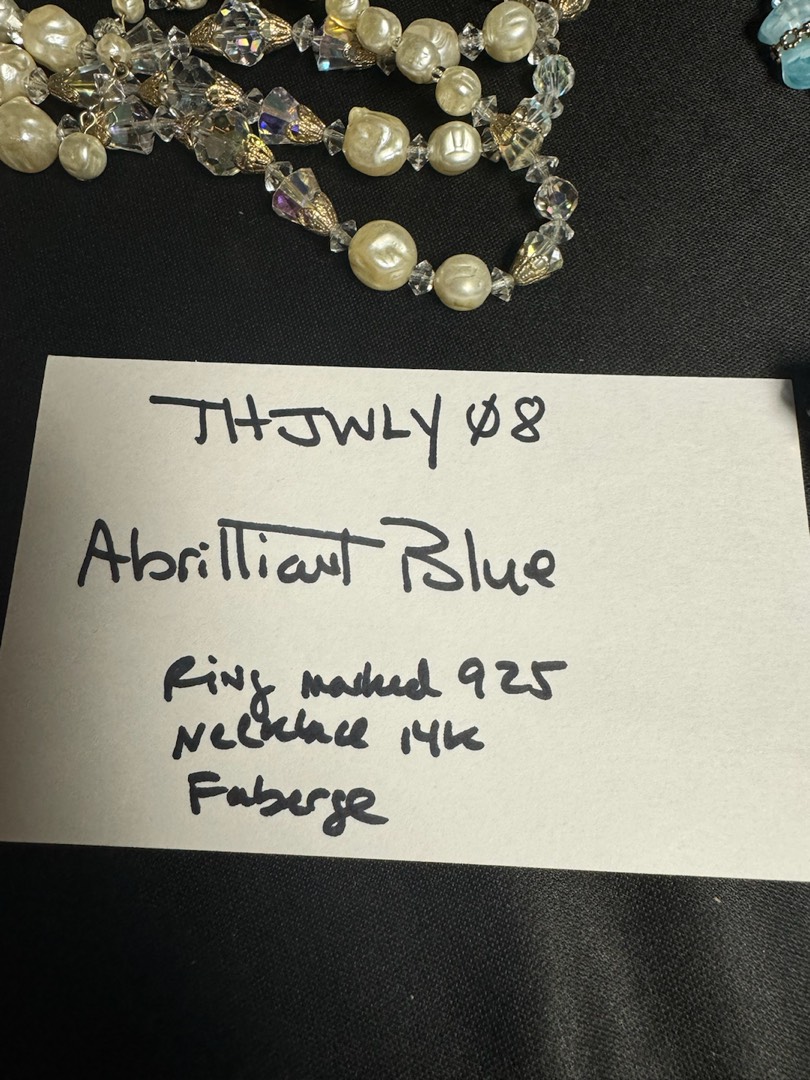 THJWLY Ø8
Abrilliant Blue
Ring marked 925
Necklace 14k
Faberge